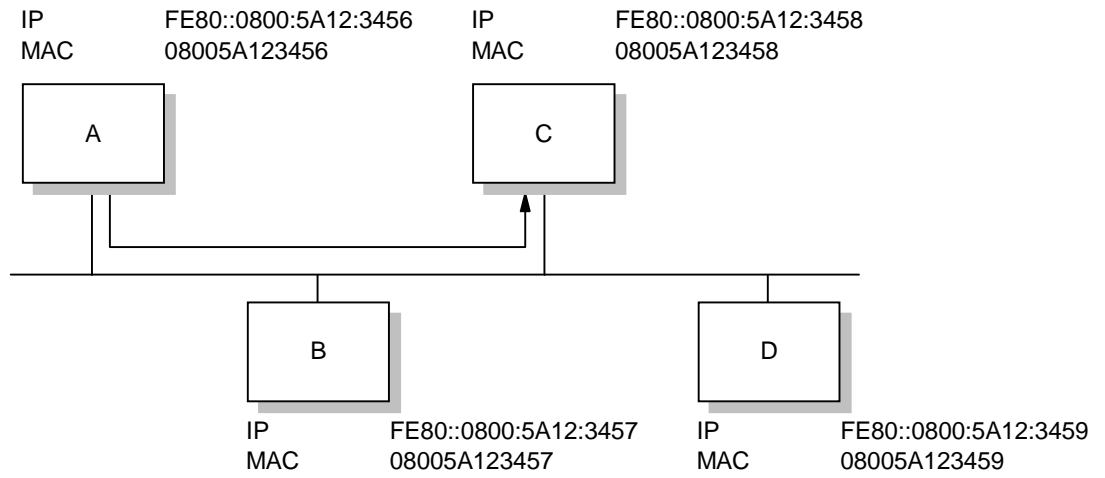 IP FE80::0800:5A12:3456
MAC 08005A123456
IP FE80::0800:5A12:3458
MAC 08005A123458
A
C
B
D
IP FE80::0800:5A12:3457
MAC 08005A123457
IP FE80::0800:5A12:3459
MAC 08005A123459